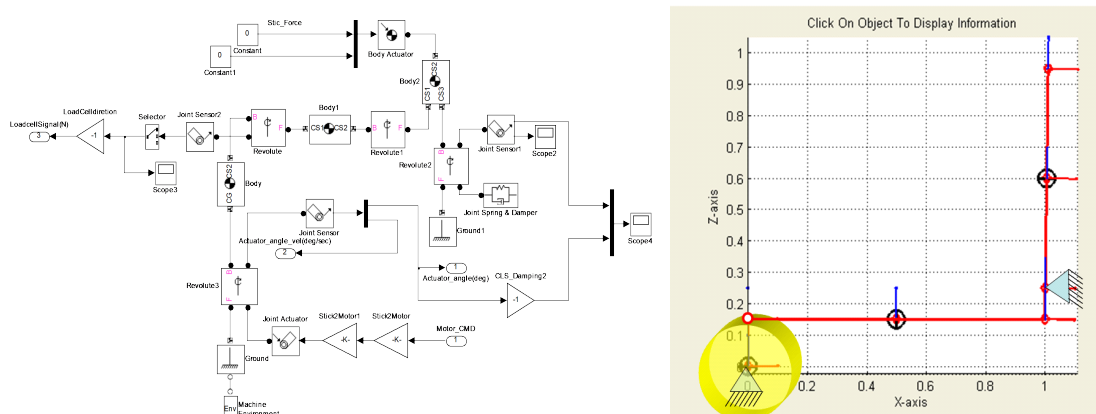 Stic_Force
0
Constant
0
Constant1
Body Actuator
Body2
CS2
CS1
CS3
LoadCelldiretion
LoadcellSignal(N)
3
-1
Selector
Joint Sensor2
B
F
Revolute
Body1
CS1
CS2
B
F
Revolute1
Joint Sensor1
Scope2
Scope3
CS2
CG
Body
Revolute2
B
F
Joint Spring & Damper
Ground1
Scope4
Joint Sensor
Actuator_angle_vel(deg/sec)
2
1
Actuator_angle(deg)
CLS_Damping2
-1
Revolute3
B
F
Joint Actuator
Stick2Motor1
-K-
Stick2Motor
-K-
Motor_CMD
1
Ground
Env
Machine
Environment
Click On Object To Display Information
Z-axis
1
0.9
0.8
0.7
0.6
0.5
0.4
0.3
0.2
0.1
0
0.2
0.4
0.6
0.8
1
X-axis